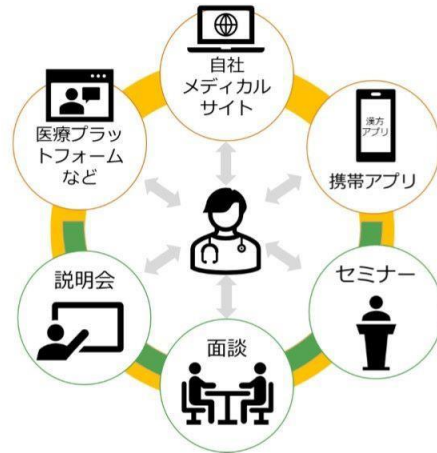 自社
メディカル
サイト
医療プラッ
トフォーム
など
漢方
アプリ
携帯アプリ
説明会
セミナー
面談